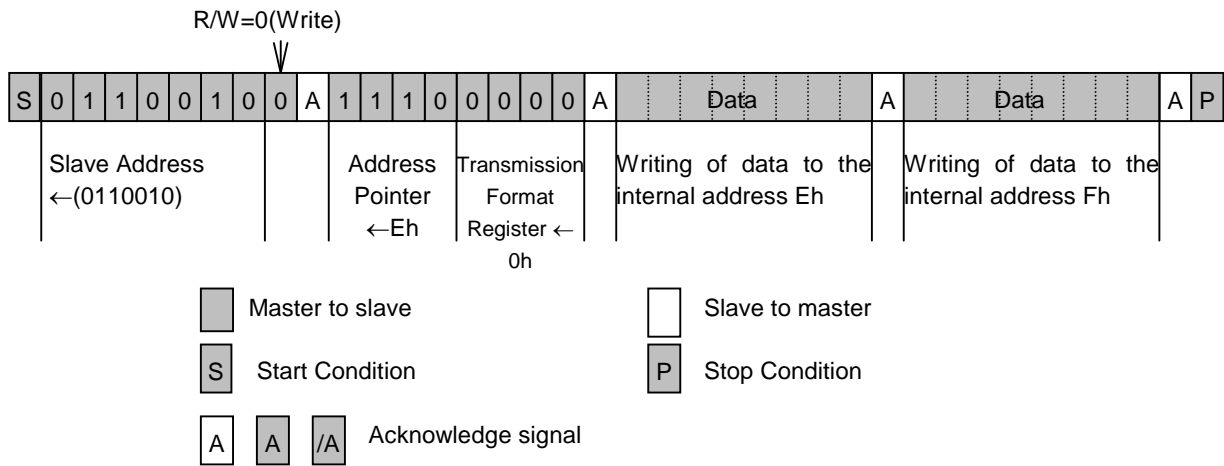 R/W=0(Write)
S 0 1 1 0 0 1 0 0 A 1 1 1 0 0 0 0 0 A Data A Data A P
Slave Address
←(0110010)
Address
Pointer
←Eh
Transmission
Format
Register ←
0h
Writing of data to the
internal address Eh
Writing of data to the
internal address Fh
Master to slave
Slave to master
S Start Condition
P Stop Condition
A A /A Acknowledge signal